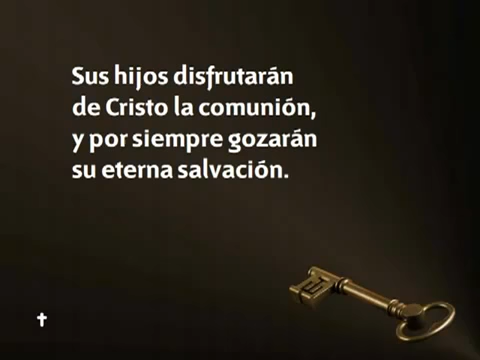 Sus hijos disfrutarán
de Cristo la comunión,
y por siempre gozarán
su eterna salvación.